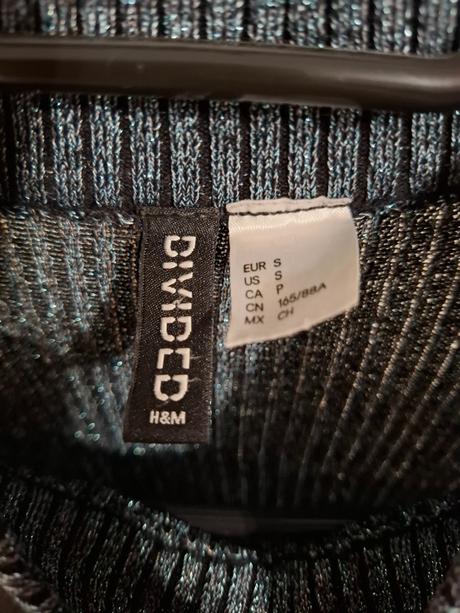 DIVIDED
H&M
EUR S
US S
CA P
CN 165/88A
MX CH